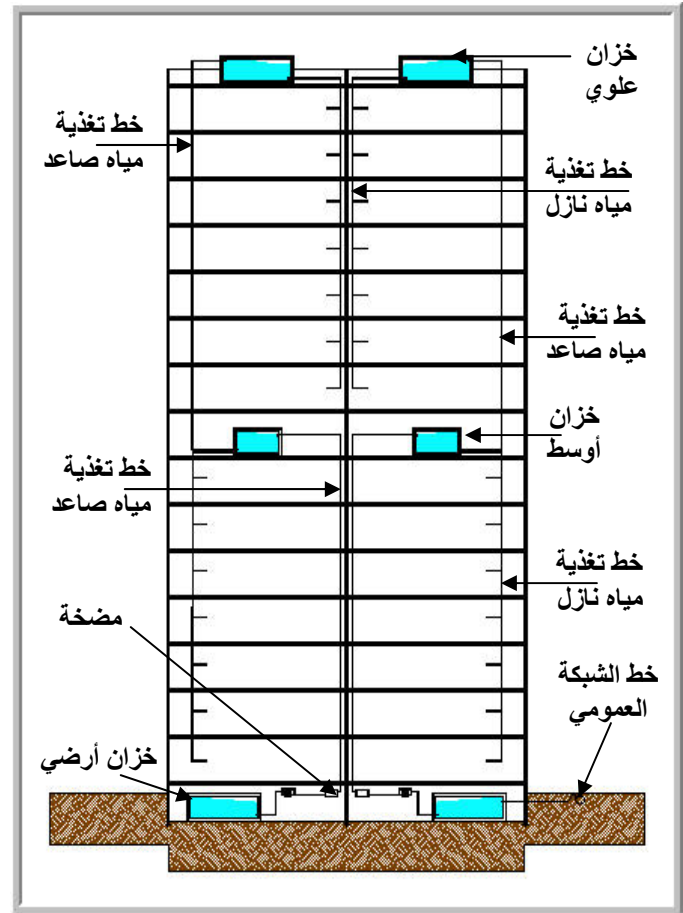 خزان
علوي
خط تغذية
مياه صاعد
خط تغذية
مياه نازل
خط تغذية
مياه صاعد
خزان
أوسط
خط تغذية
مياه صاعد
خط تغذية
مياه نازل
مضخة
خط الشبكة
العمومي
خزان أرضي